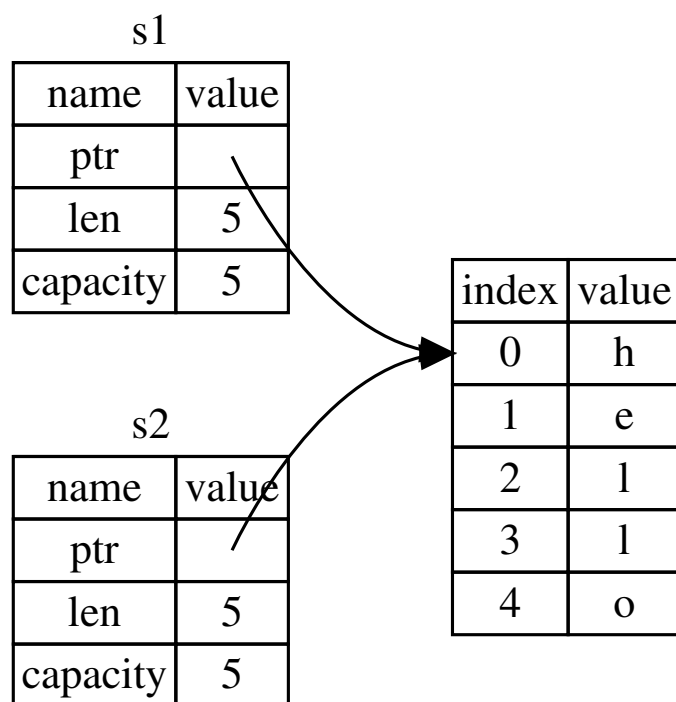 s1
name value
ptr
len 5
capacity 5
s2
name value
ptr
len 5
capacity 5
index value
0 h
1 e
2 l
3 l
4 o